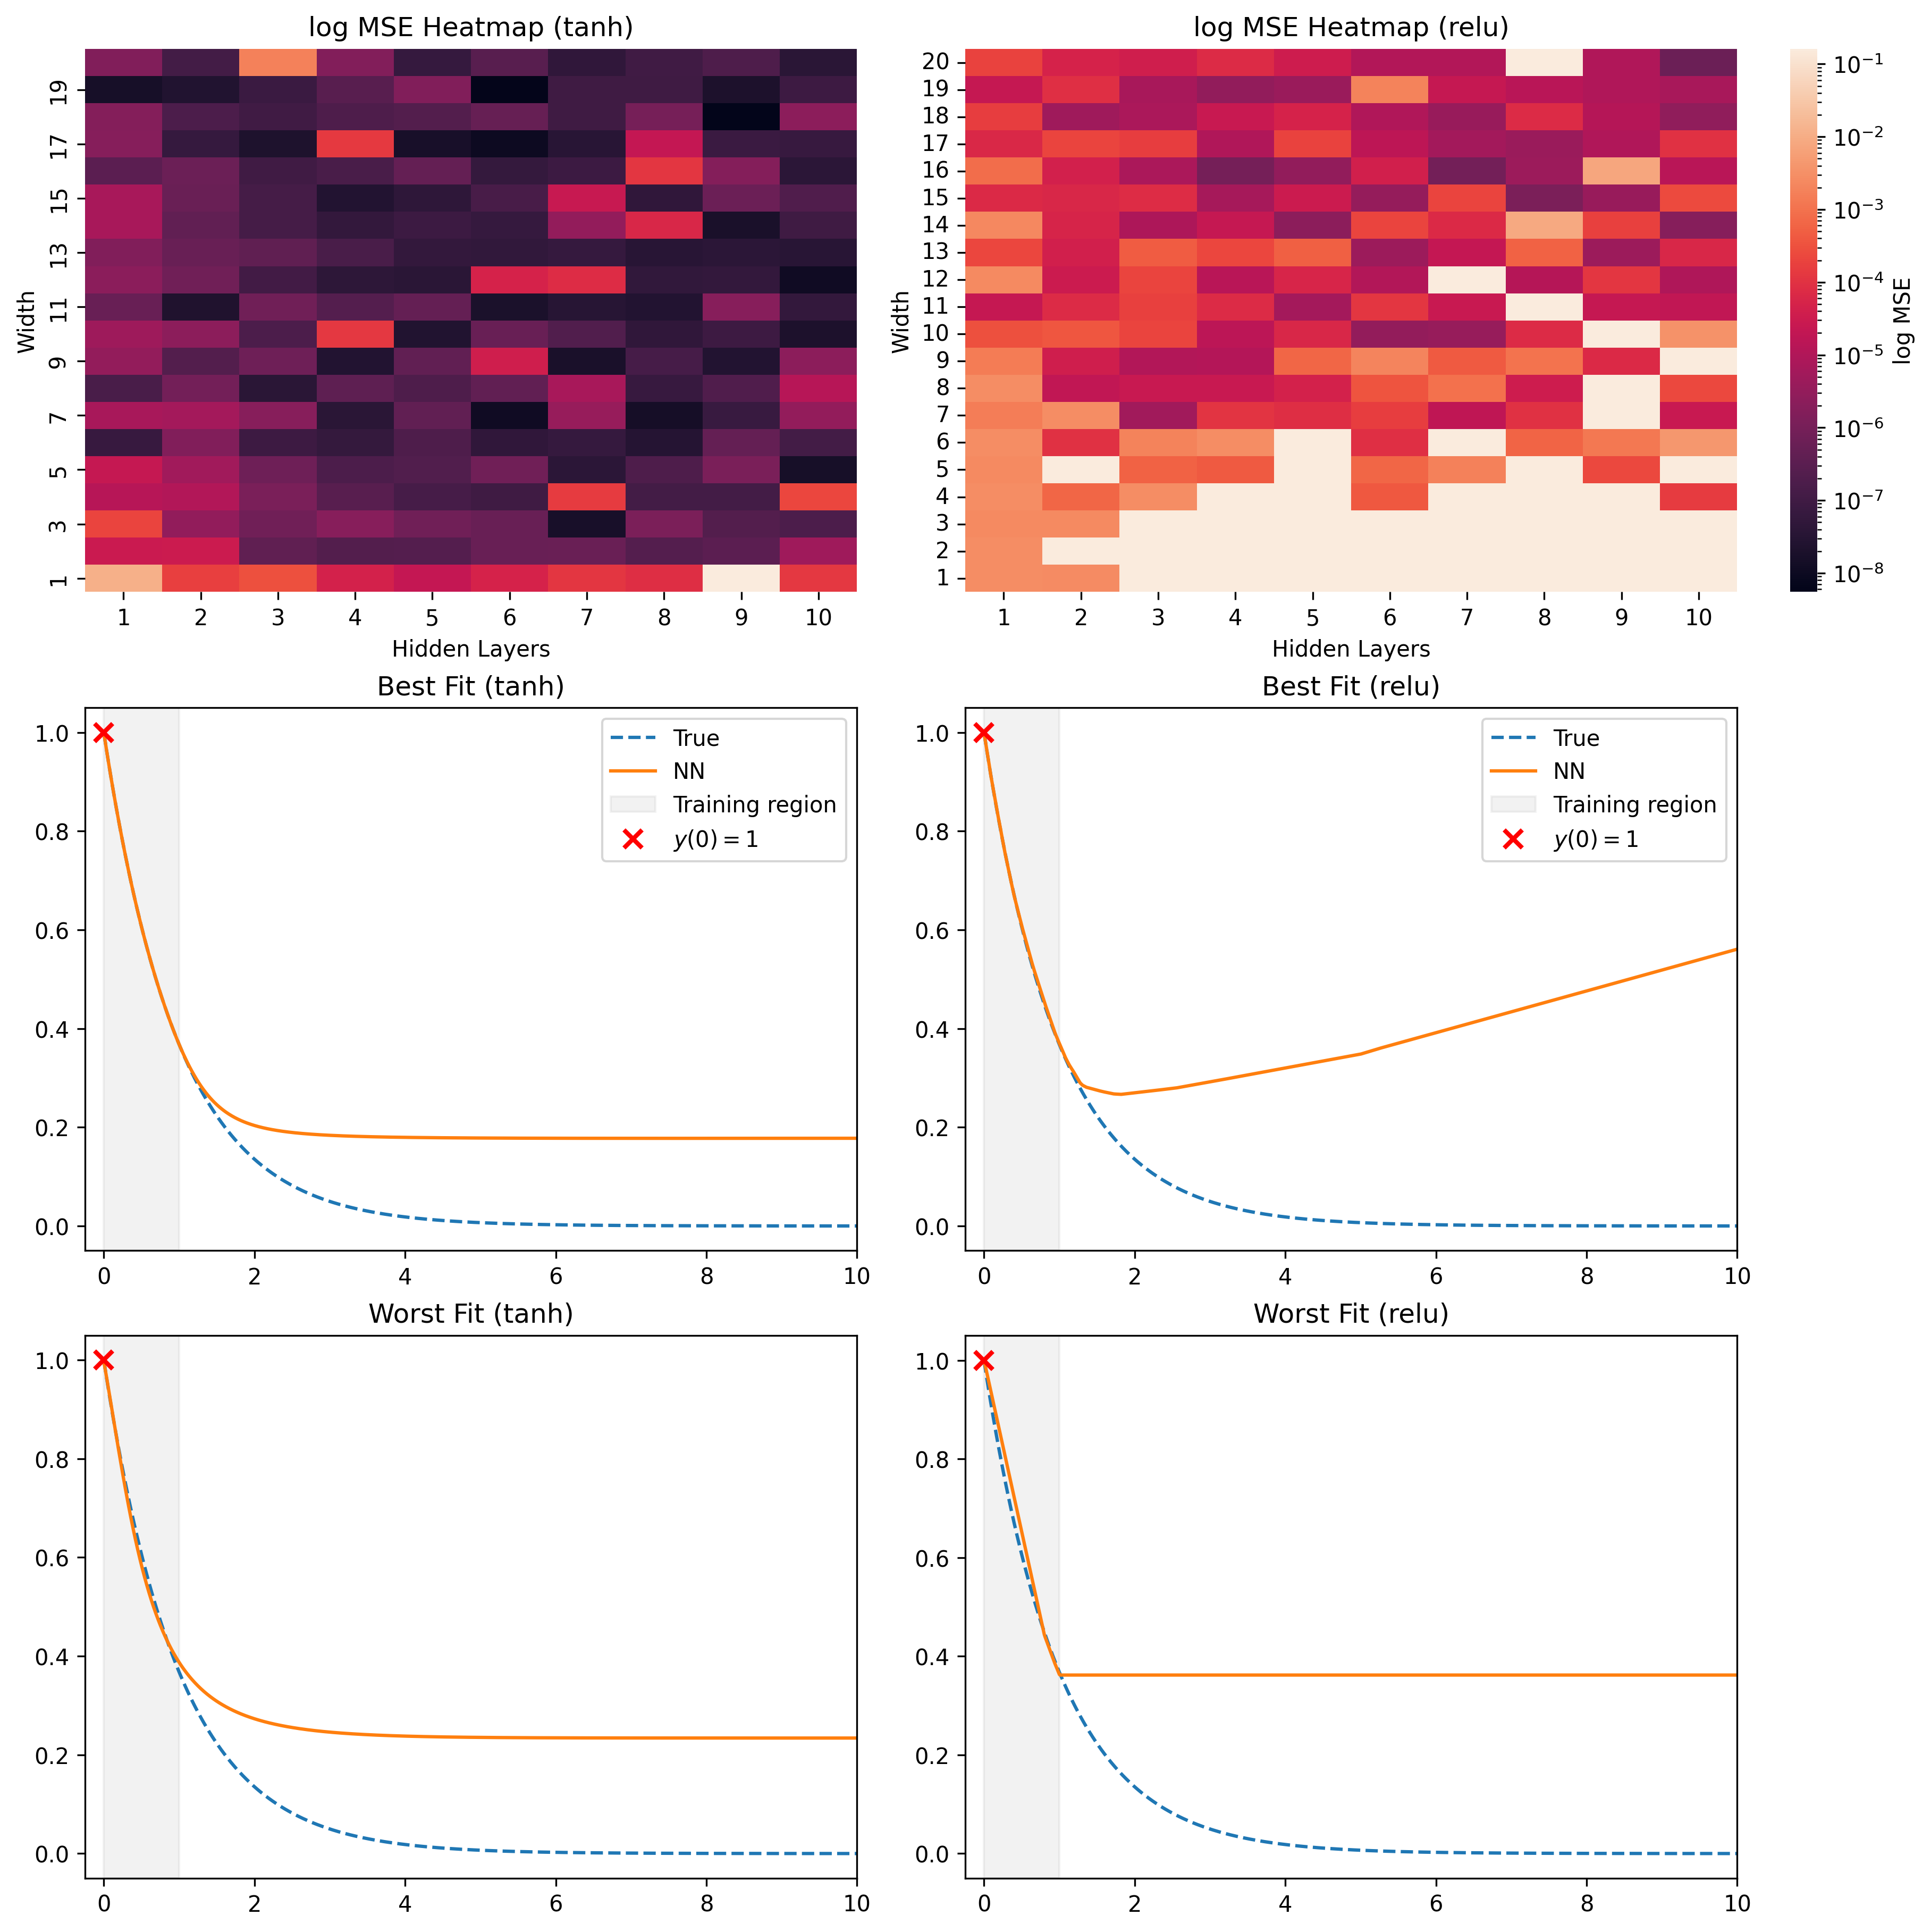 log MSE Heatmap (tanh)
19
17
15
13
11
9
7
5
3
1
Width
1 2 3 4 5 6 7 8 9 10
Hidden Layers
log MSE Heatmap (relu)
20
19
18
17
16
15
14
13
12
11
10
9
8
7
6
5
4
3
2
1
Width
1 2 3 4 5 6 7 8 9 10
Hidden Layers
10⁻¹
10⁻²
10⁻³
10⁻⁴
10⁻⁵
10⁻⁶
10⁻⁷
10⁻⁸
log MSE
Best Fit (tanh)
1.0
0.8
0.6
0.4
0.2
0.0
0 2 4 6 8 10
True
NN
Training region
y(0) = 1
Best Fit (relu)
1.0
0.8
0.6
0.4
0.2
0.0
0 2 4 6 8 10
True
NN
Training region
y(0) = 1
Worst Fit (tanh)
1.0
0.8
0.6
0.4
0.2
0.0
0 2 4 6 8 10
Worst Fit (relu)
1.0
0.8
0.6
0.4
0.2
0.0
0 2 4 6 8 10